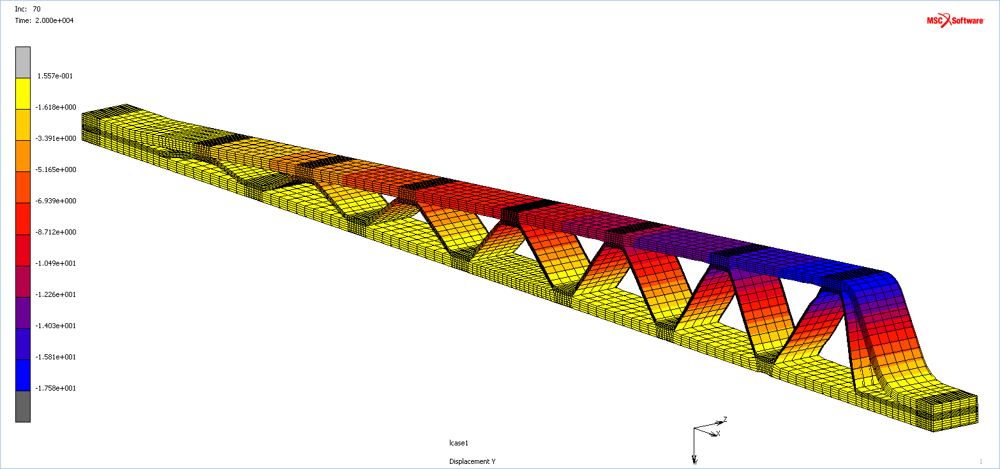 Inc: 70
Time: 2.000e+004
MSC Software
1.557e-001
-1.618e+000
-3.391e+000
-5.165e+000
-6.939e+000
-8.712e+000
-1.049e+001
-1.226e+001
-1.403e+001
-1.581e+001
-1.758e+001
Z
X
Y
lcase1
Displacement Y
1